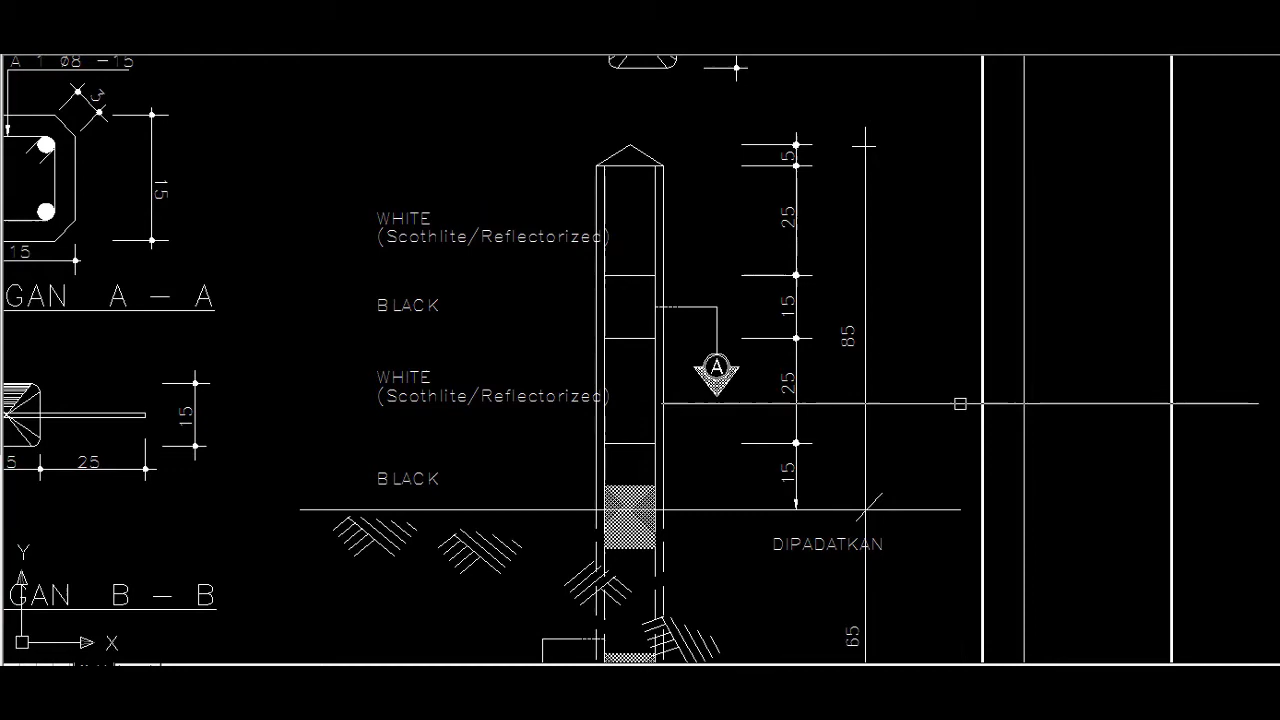 A 1 Ø8 -15
3
15
15
GAN A - A
15
5
25
GAN B - B
Y
X
WHITE
(Scothlite/Reflectorized)
BLACK
WHITE
(Scothlite/Reflectorized)
BLACK
A
5
25
15
25
15
85
65
DIPADATKAN